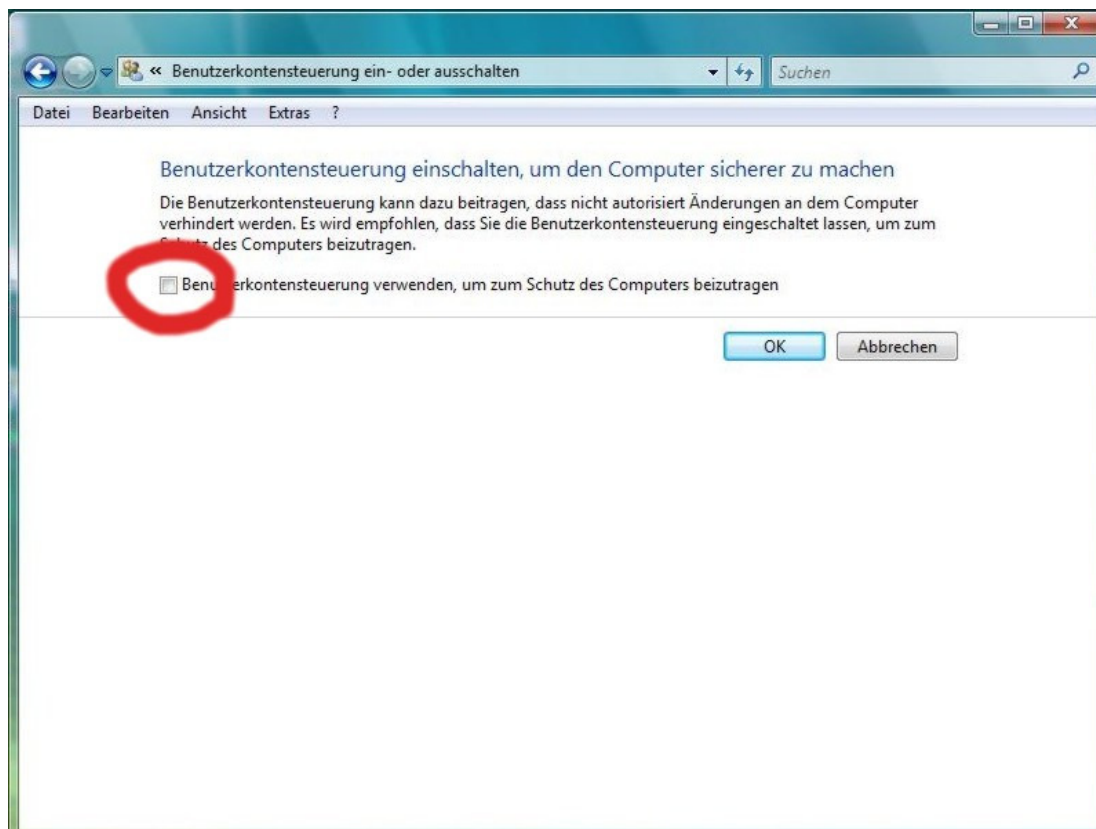 « Benutzerkontensteuerung ein- oder ausschalten
Suchen
Datei Bearbeiten Ansicht Extras ?
Benutzerkontensteuerung einschalten, um den Computer sicherer zu machen
Die Benutzerkontensteuerung kann dazu beitragen, dass nicht autorisiert Änderungen an dem Computer
verhindert werden. Es wird empfohlen, dass Sie die Benutzerkontensteuerung eingeschaltet lassen, um zum
Schutz des Computers beizutragen.
Benutzerkontensteuerung verwenden, um zum Schutz des Computers beizutragen
OK Abbrechen